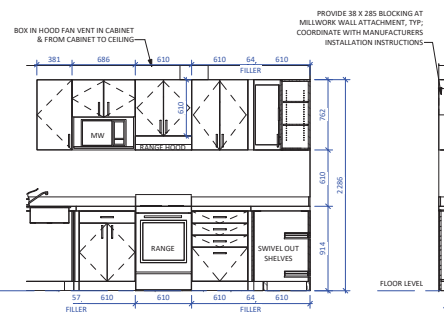 PROVIDE 38 X 285 BLOCKING AT
MILLWORK WALL ATTACHMENT, TYP;
COORDINATE WITH MANUFACTURERS
INSTALLATION INSTRUCTIONS
BOX IN HOOD FAN VENT IN CABINET
& FROM CABINET TO CEILING
381 686 610 610 64 610
FILLER
610
762
MW
RANGE HOOD
610
2 286
RANGE
SWIVEL OUT
SHELVES
914
FLOOR LEVEL
57 610 610 610 64 610
FILLER FILLER